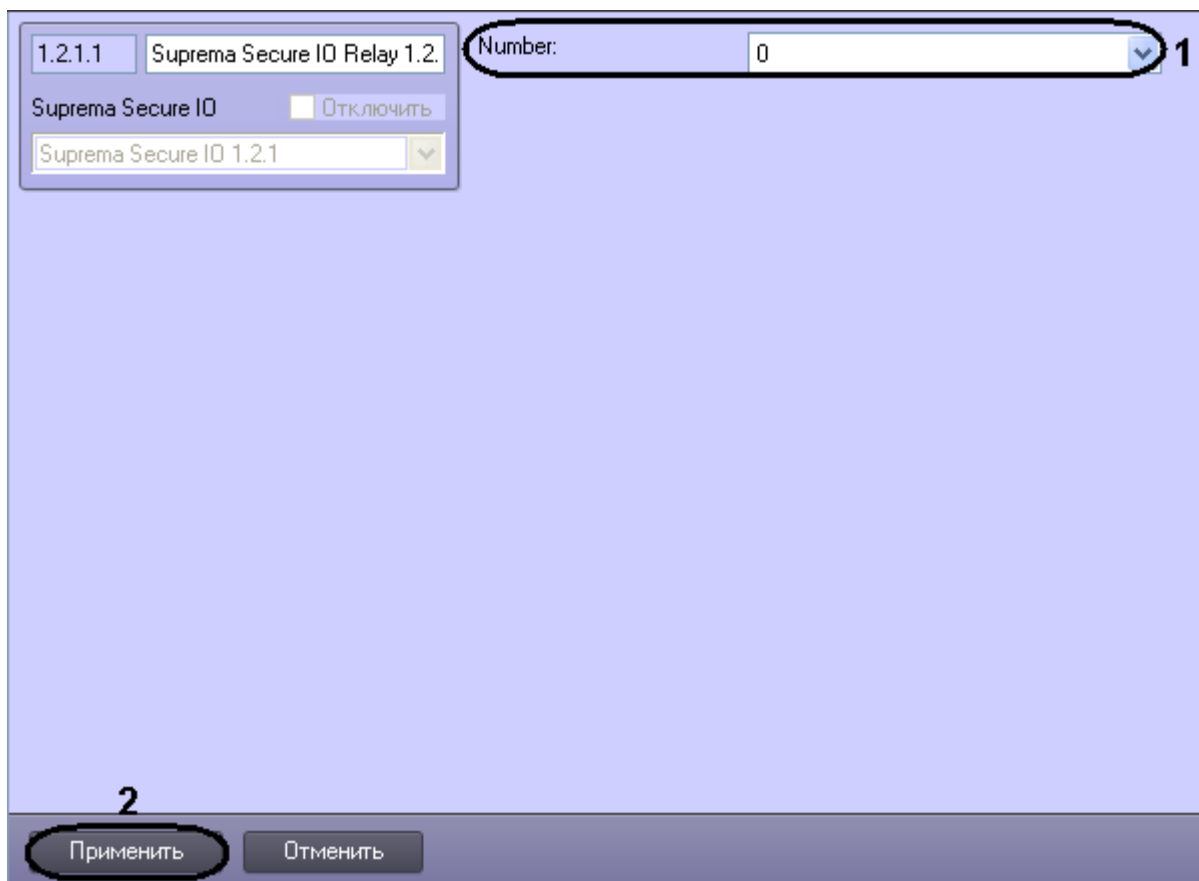 1.2.1.1 Suprema Secure IO Relay 1.2.
Number: 0 1
Suprema Secure IO Отключить
Suprema Secure IO 1.2.1
2
Применить Отменить